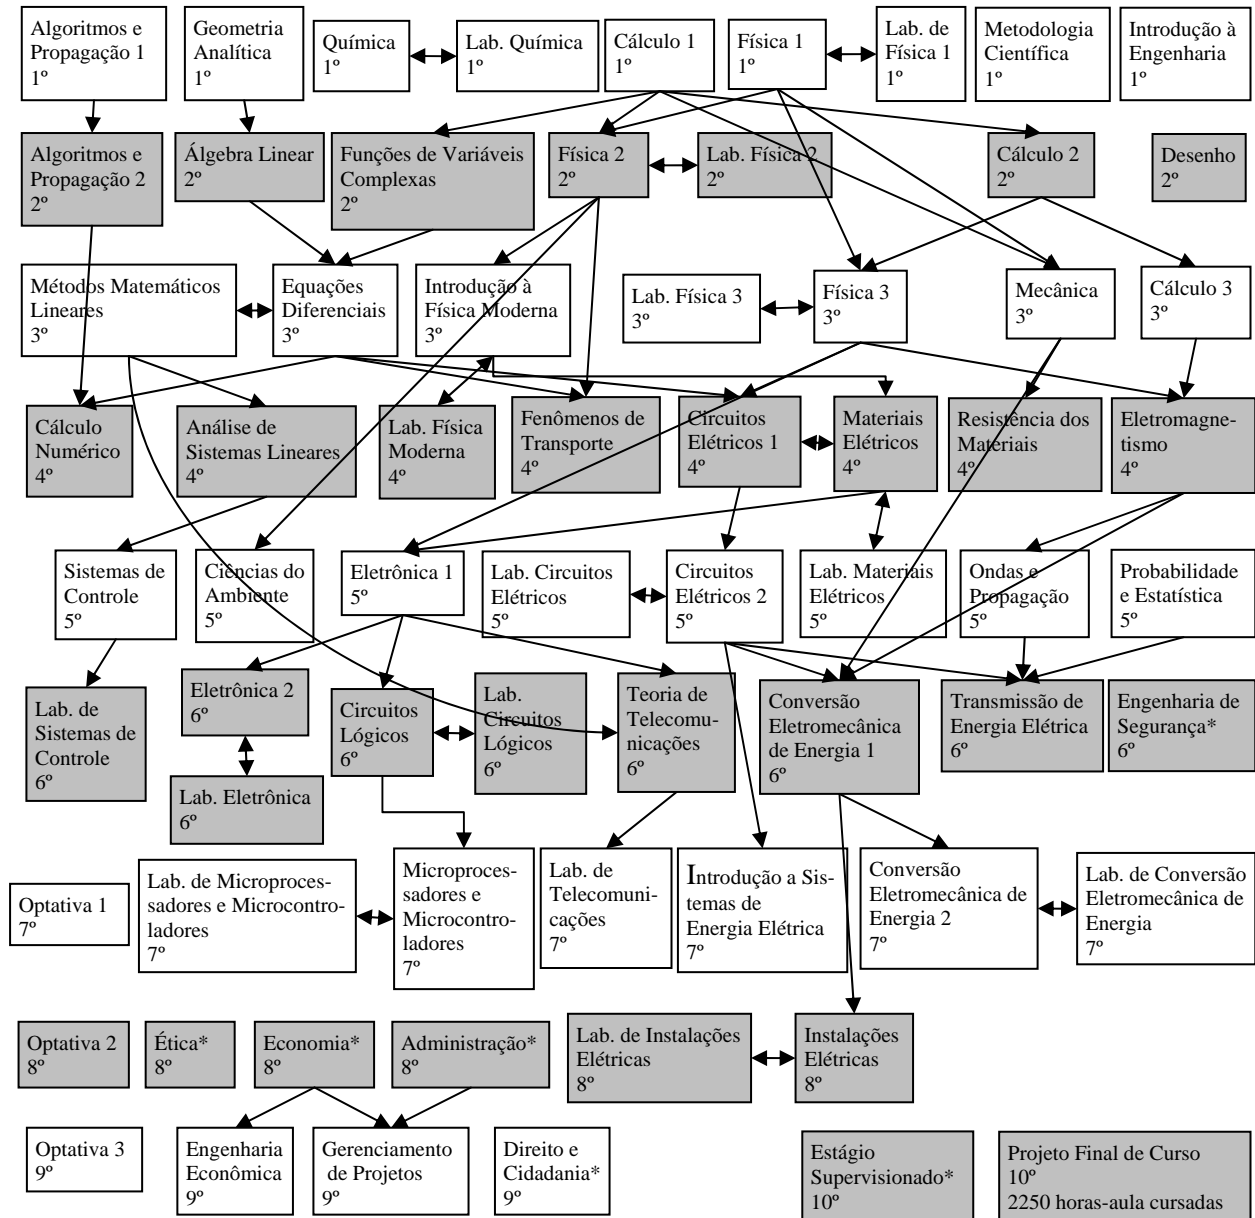 Algoritmos e
Propagação 1
1º
Geometria
Analítica
1º
Química
1º
Lab. Química
1º
Cálculo 1
1º
Física 1
1º
Lab. de
Física 1
1º
Metodologia
Científica
1º
Introdução à
Engenharia
1º
Algoritmos e
Propagação 2
2º
Álgebra Linear
2º
Funções de Variáveis
Complexas
2º
Física 2
2º
Lab. Física 2
2º
Cálculo 2
2º
Desenho
2º
Métodos Matemáticos
Lineares
3º
Equações
Diferenciais
3º
Introdução à
Física Moderna
3º
Lab. Física 3
3º
Física 3
3º
Mecânica
3º
Cálculo 3
3º
Cálculo
Numérico
4º
Análise de
Sistemas Lineares
4º
Lab. Física
Moderna
4º
Fenômenos de
Transporte
4º
Circuitos
Elétricos 1
4º
Materiais
Elétricos
4º
Resistência dos
Materiais
4º
Eletromagne-
tismo
4º
Sistemas de
Controle
5º
Ciências do
Ambiente
5º
Eletrônica 1
5º
Lab. Circuitos
Elétricos
5º
Circuitos
Elétricos 2
5º
Lab. Materiais
Elétricos
5º
Ondas e
Propagação
5º
Probabilidade
e Estatística
5º
Lab. de
Sistemas de
Controle
6º
Eletrônica 2
6º
Lab. Eletrônica
6º
Circuitos
Lógicos
6º
Lab.
Circuitos
Lógicos
6º
Teoria de
Telecomu-
nicações
6º
Conversão
Eletromecânica
de Energia 1
6º
Transmissão de
Energia Elétrica
6º
Engenharia de
Segurança*
6º
Optativa 1
7º
Lab. de Microproces-
sadores e Microcontro-
ladores
7º
Microproces-
sadores e
Microcontro-
ladores
7º
Lab. de
Telecomuni-
cações
7º
Introdução a Sis-
temas de
Energia Elétrica
7º
Conversão
Eletromecânica de
Energia 2
7º
Lab. de Conversão
Eletromecânica de
Energia
7º
Optativa 2
8º
Ética*
8º
Economia*
8º
Administração*
8º
Lab. de Instalações
Elétricas
8º
Instalações
Elétricas
8º
Optativa 3
9º
Engenharia
Econômica
9º
Gerenciamento
de Projetos
9º
Direito e
Cidadania*
9º
Estágio
Supervisionado*
10º
Projeto Final de Curso
10º
2250 horas-aula cursadas